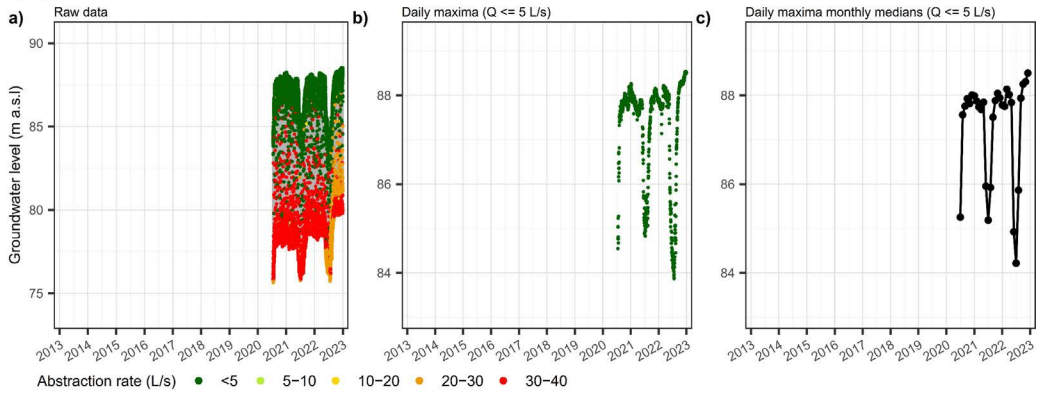 a) Raw data
b) Daily maxima (Q <= 5 L/s)
c) Daily maxima monthly medians (Q <= 5 L/s)
Groundwater level (m a.s.l)
90
85
80
75
2013 2014 2015 2016 2017 2018 2019 2020 2021 2022 2023
88
86
84
2013 2014 2015 2016 2017 2018 2019 2020 2021 2022 2023
88
86
84
2013 2014 2015 2016 2017 2018 2019 2020 2021 2022 2023
Abstraction rate (L/s) <5 5−10 10−20 20−30 30−40